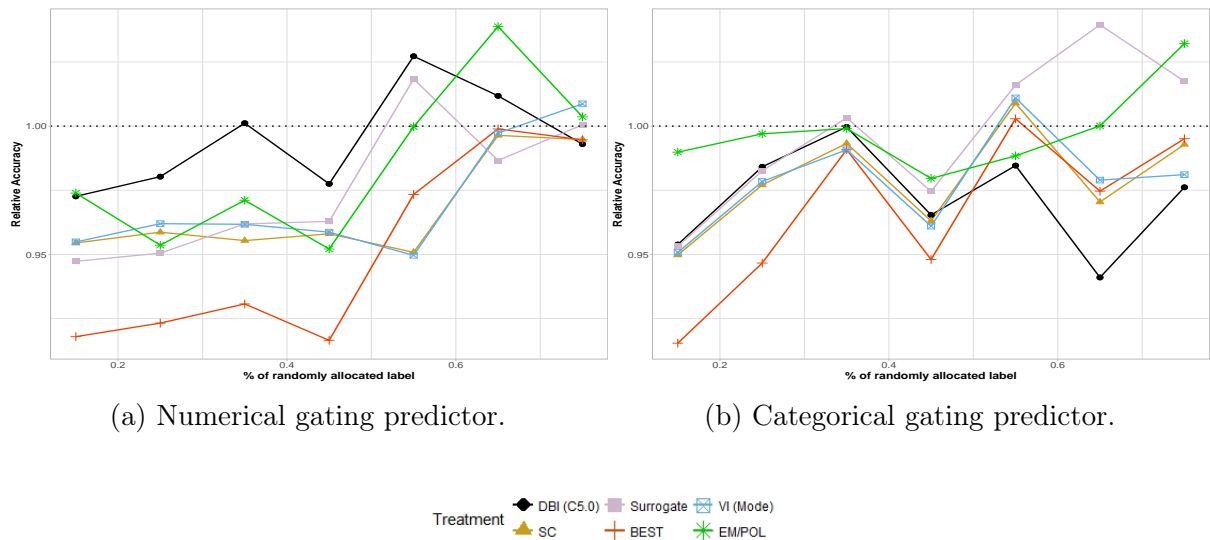 Relative Accuracy
1.00
0.95
0.2
0.4
0.6
% of randomly allocated label
(a) Numerical gating predictor.
Relative Accuracy
1.00
0.95
0.2
0.4
0.6
% of randomly allocated label
(b) Categorical gating predictor.
Treatment
DBI (C5.0) Surrogate VI (Mode)
SC BEST EM/POL